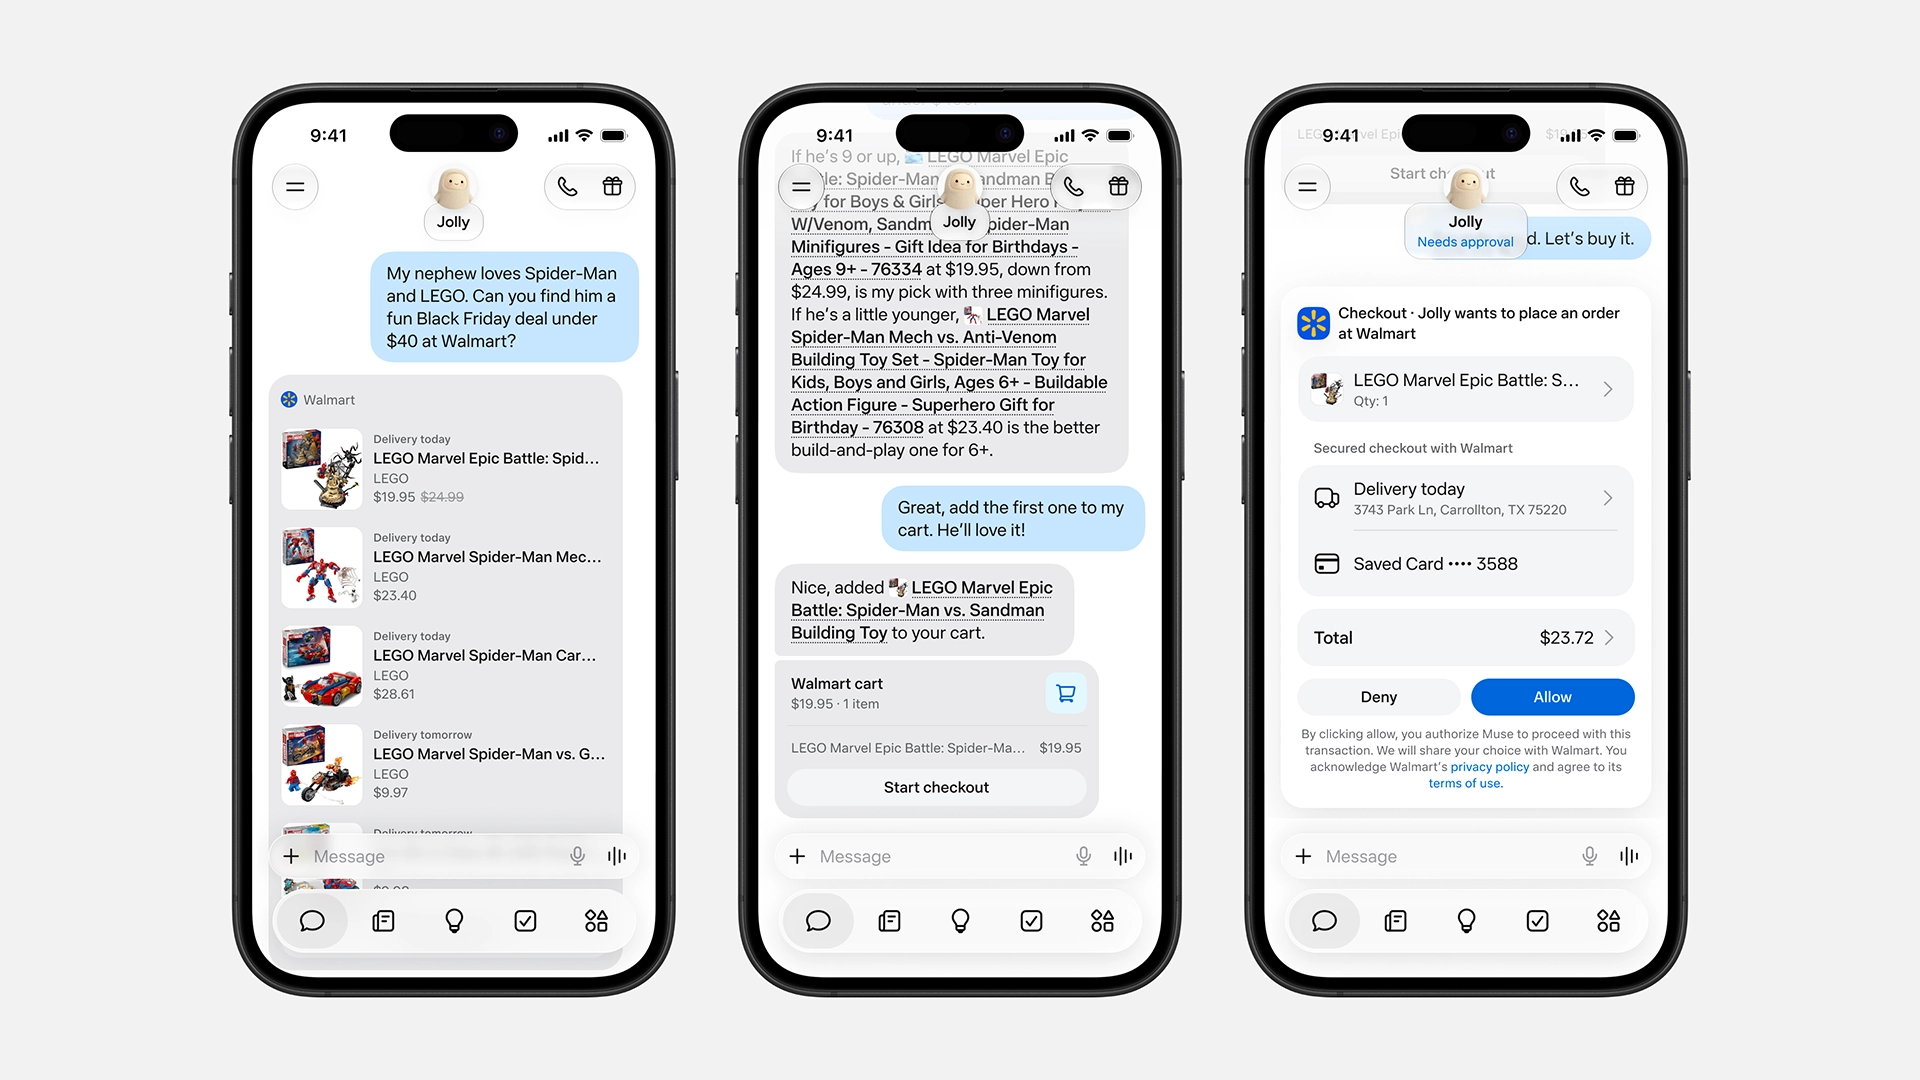 9:41
Jolly
My nephew loves Spider-Man
and LEGO. Can you find him a
fun Black Friday deal under
$40 at Walmart?
Walmart
Delivery today
LEGO Marvel Epic Battle: Spid...
LEGO
$19.95 $24.99
Delivery today
LEGO Marvel Spider-Man Mec...
LEGO
$23.40
Delivery today
LEGO Marvel Spider-Man Car...
LEGO
$28.61
Delivery tomorrow
LEGO Marvel Spider-Man vs. G...
LEGO
$9.97
Delivery tomorrow
Message
9:41
If he's 9 or up, LEGO Marvel Epic
Jolly
W/Venom, Spider-Man
Minifigures - Gift Idea for Birthdays -
Ages 9+ - 76334 at $19.95, down from
$24.99, is my pick with three minifigures.
If he's a little younger, LEGO Marvel
Spider-Man Mech vs. Anti-Venom
Building Toy Set - Spider-Man Toy for
Kids, Boys and Girls, Ages 6+ - Buildable
Action Figure - Superhero Gift for
Birthday - 76308 at $23.40 is the better
build-and-play one for 6+.
Great, add the first one to my
cart. He'll love it!
Nice, added LEGO Marvel Epic
Battle: Spider-Man vs. Sandman
Building Toy to your cart.
Walmart cart
$19.95 · 1 item
LEGO Marvel Epic Battle: Spider-Ma... $19.95
Start checkout
Message
9:41
Jolly
Needs approval
Let's buy it.
Checkout · Jolly wants to place an order
at Walmart
LEGO Marvel Epic Battle: S...
Qty: 1
Secured checkout with Walmart
Delivery today
3743 Park Ln, Carrollton, TX 75220
Saved Card •••• 3588
Total $23.72
Deny Allow
By clicking allow, you authorize Muse to proceed with this
transaction. We will share your choice with Walmart. You
acknowledge Walmart's privacy policy and agree to its
terms of use.
Message